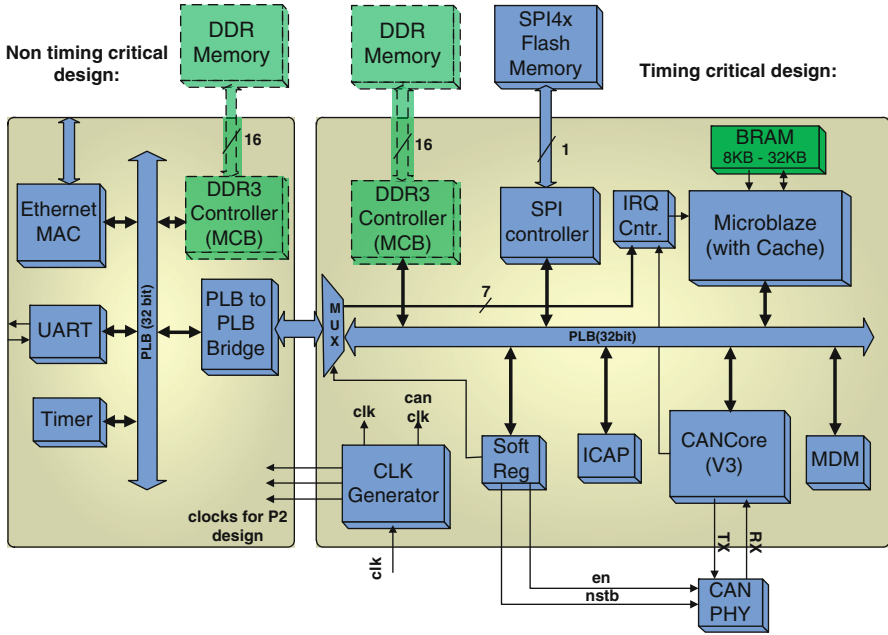 Non timing critical
design:
DDR
Memory
DDR
Memory
SPI4x
Flash
Memory
Timing critical design:
16
16
1
BRAM
8KB - 32KB
Ethernet
MAC
DDR3
Controller
(MCB)
DDR3
Controller
(MCB)
SPI
controller
IRQ
Cntr.
Microblaze
(with Cache)
PLB (32 bit)
UART
PLB to
PLB
Bridge
MUX
7
PLB(32bit)
Timer
clk
can
clk
CLK
Generator
Soft
Reg
ICAP
CANCore
(V3)
MDM
clocks for P2
design
clk
TX
RX
en
nstb
CAN
PHY